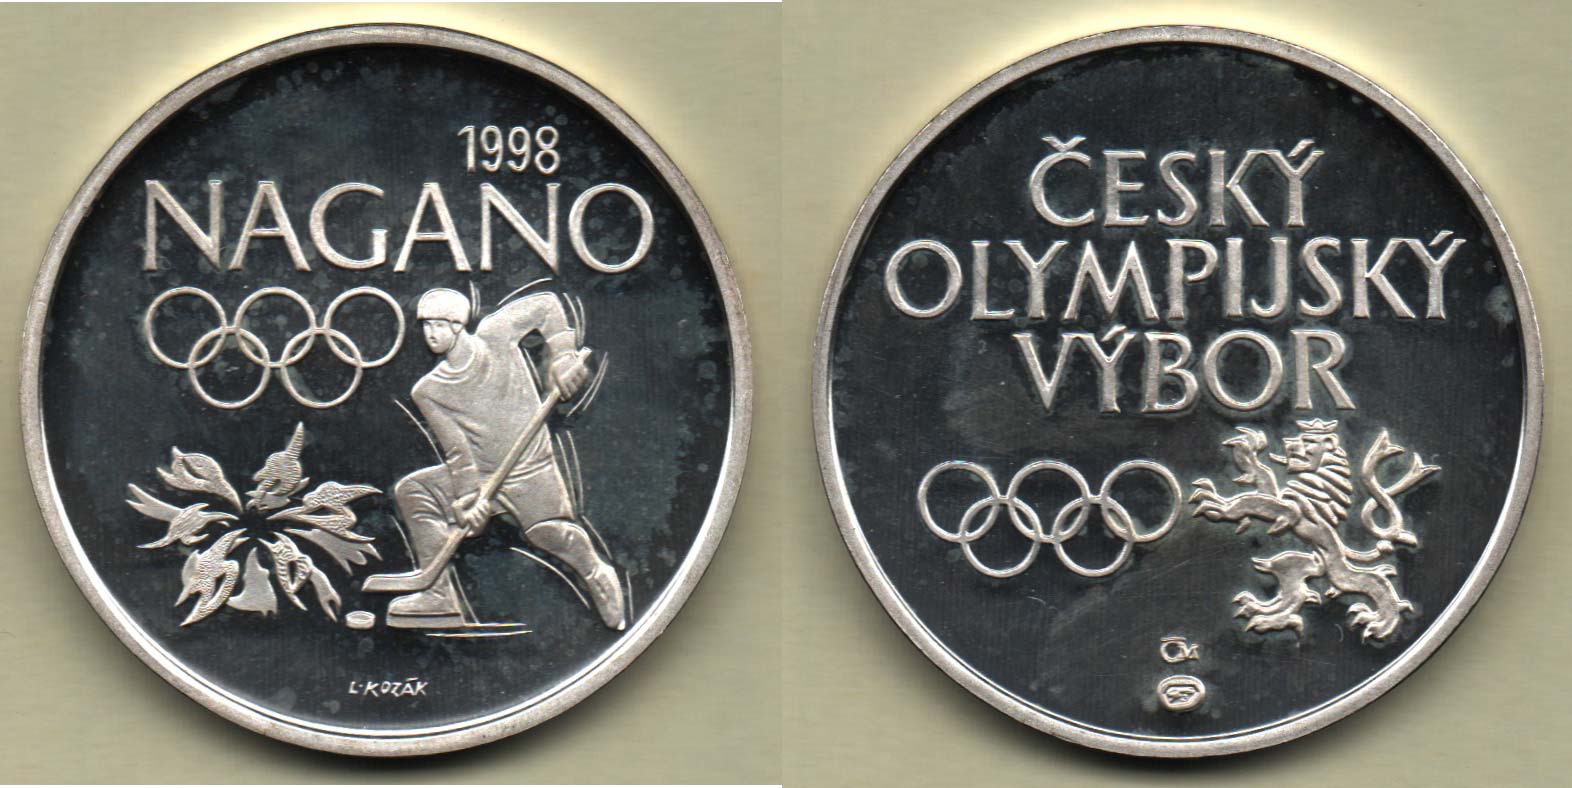 1998
NAGANO
L·KOZÁK
ČESKÝ
OLYMPIJSKÝ
VÝBOR
ČM